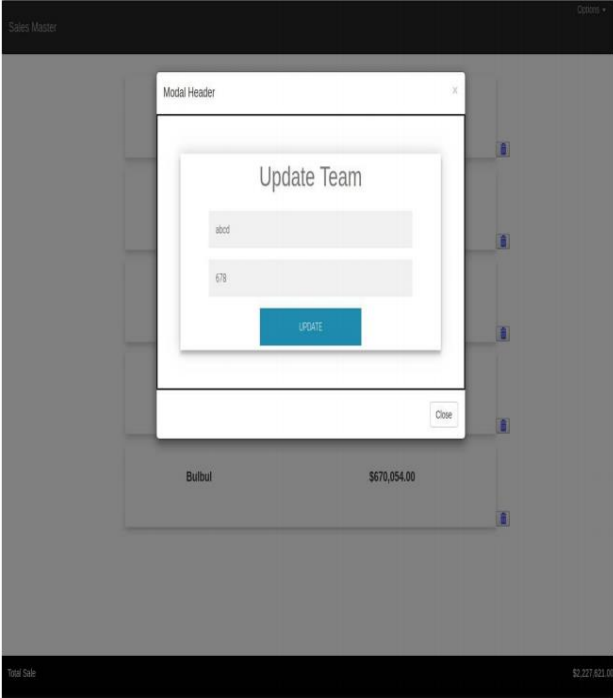 Options
Sales Master
Modal Header
x
Update Team
abcd
678
UPDATE
Close
Bulbul $670,054.00
Total Sale $2,227,621.00